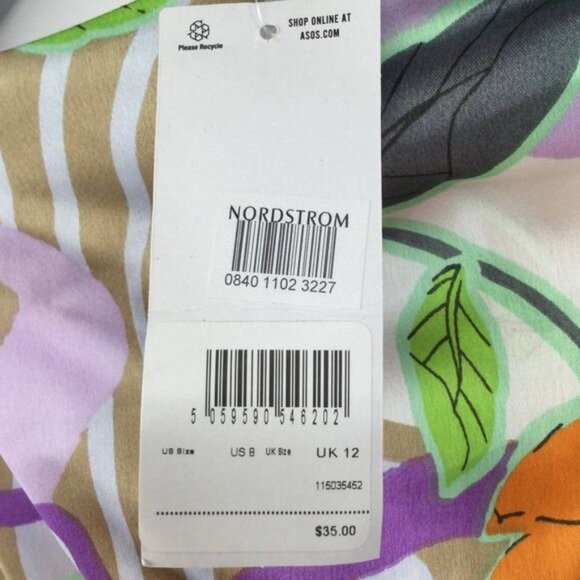 SHOP ONLINE AT
ASOS.COM
Please Recycle
NORDSTROM
0840 1102 3227
5 059590 546202
US Size US 8 UK Size UK 12
115035452
$35.00